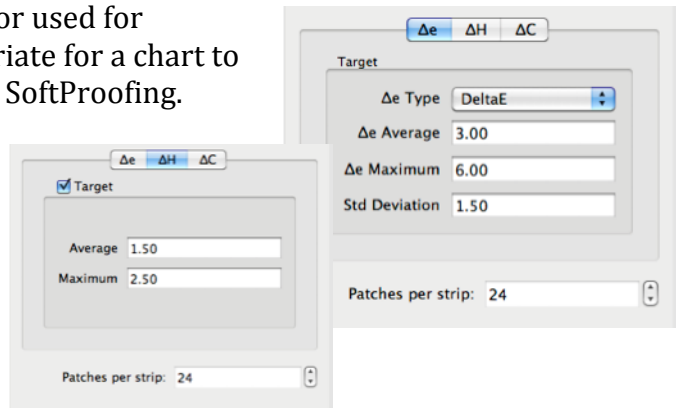 or used for
riate for a chart to
SoftProofing.
Δe ΔH ΔC
Target
Δe Type DeltaE
Δe Average 3.00
Δe Maximum 6.00
Std Deviation 1.50
Patches per strip: 24
Δe ΔH ΔC
Target
Average 1.50
Maximum 2.50
Patches per strip: 24